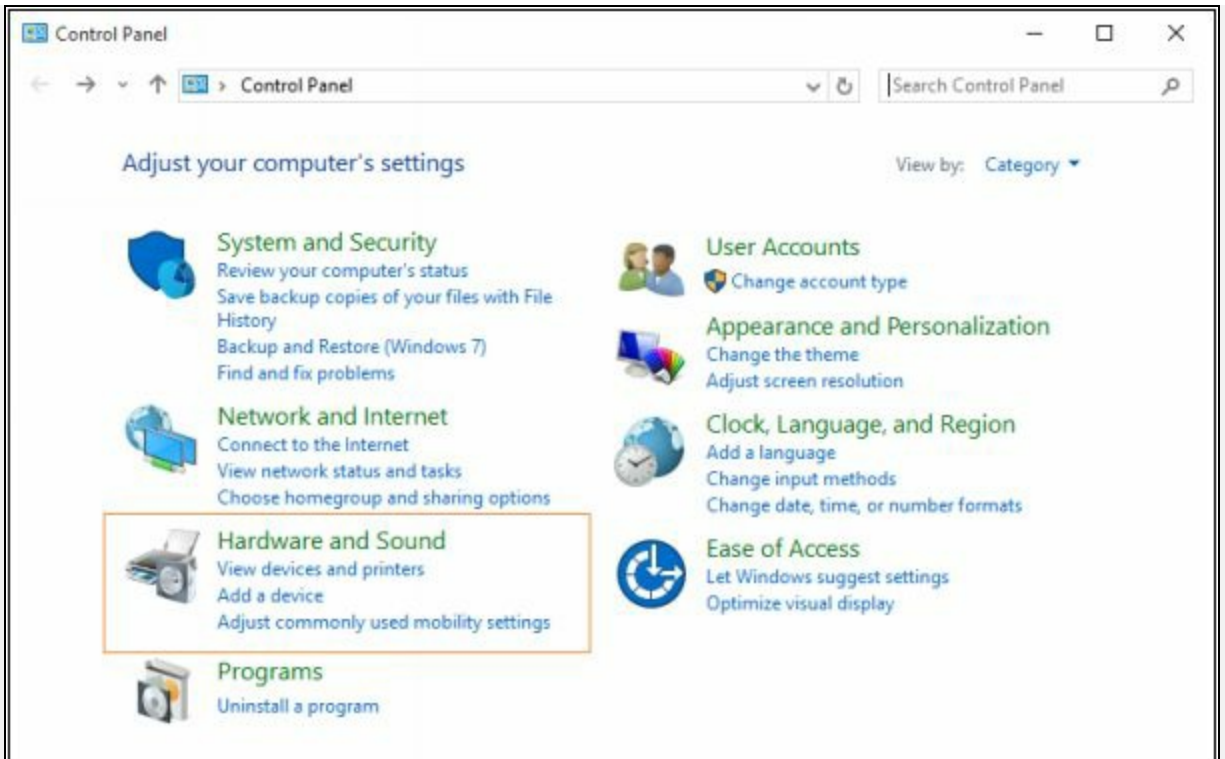 Control Panel
Control Panel
Search Control Panel
Adjust your computer's settings
View by: Category
System and Security
Review your computer's status
Save backup copies of your files with File
History
Backup and Restore (Windows 7)
Find and fix problems
Network and Internet
Connect to the Internet
View network status and tasks
Choose homegroup and sharing options
Hardware and Sound
View devices and printers
Add a device
Adjust commonly used mobility settings
Programs
Uninstall a program
User Accounts
Change account type
Appearance and Personalization
Change the theme
Adjust screen resolution
Clock, Language, and Region
Add a language
Change input methods
Change date, time, or number formats
Ease of Access
Let Windows suggest settings
Optimize visual display